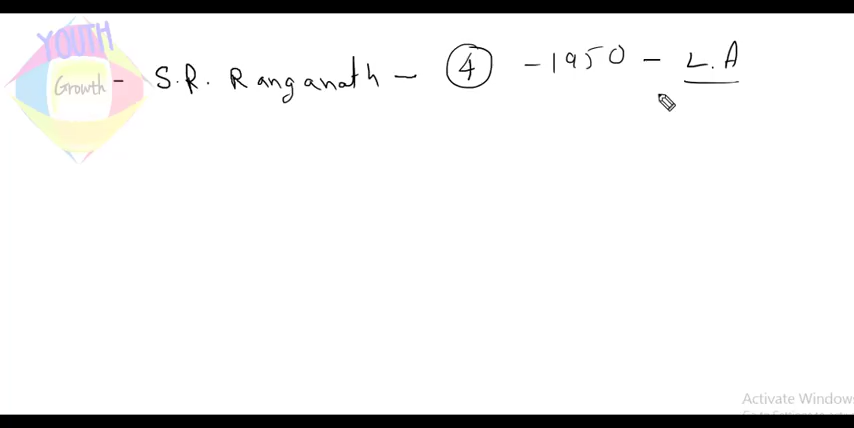 YOUTH
Growth
- S.R. Ranganath - 4 - 1950 - L.A
Activate Windows